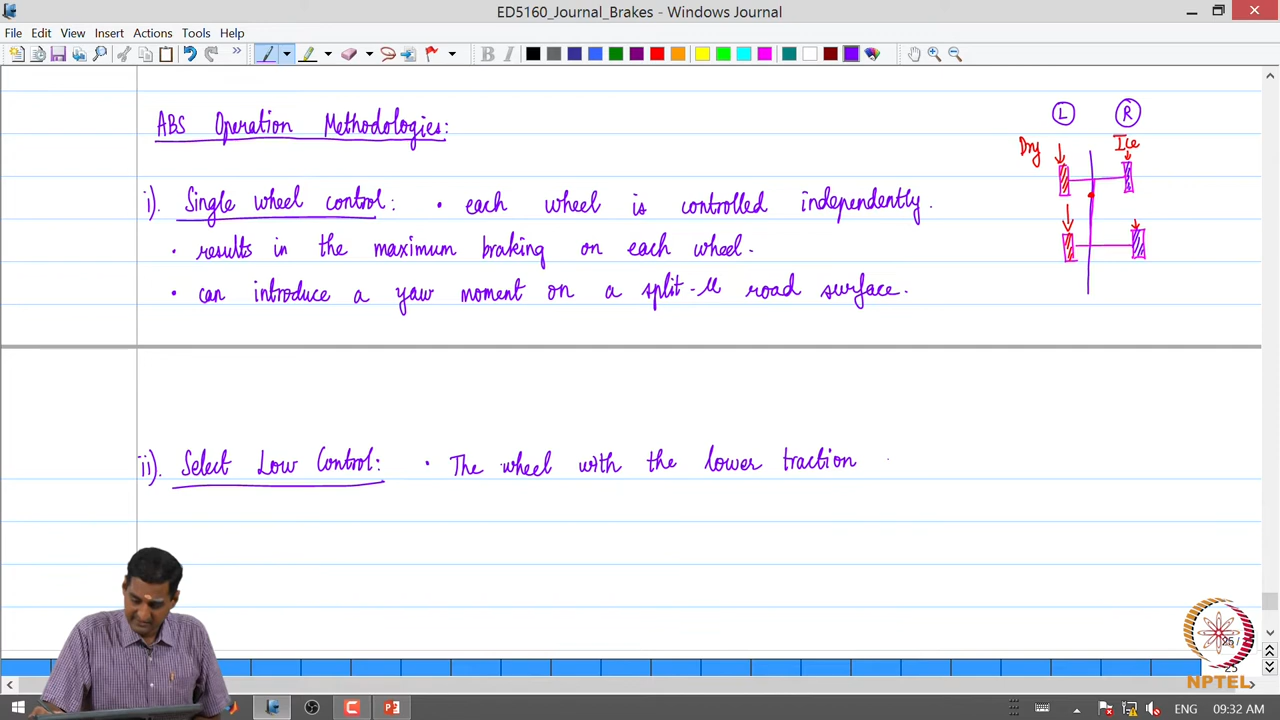 ED5160_Journal_Brakes - Windows Journal
File Edit View Insert Actions Tools Help
ABS Operation Methodologies:
L R
Dry Ice
i). Single wheel control: • each wheel is controlled independently.
• results in the maximum braking on each wheel.
• can introduce a yaw moment on a split-μ road surface.
ii). Select Low Control: • The wheel with the lower traction
25 /
25
NPTEL
ENG 09:32 AM